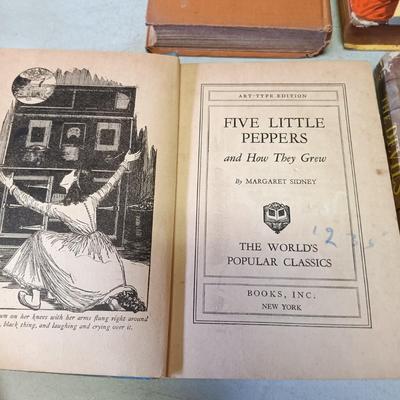 on her knees with her arms flung right around
black thing, and laughing and crying over it.
ART-TYPE EDITION
FIVE LITTLE
PEPPERS
and How They Grew
By MARGARET SIDNEY
THE WORLD'S
POPULAR CLASSICS
BOOKS, INC.
NEW YORK